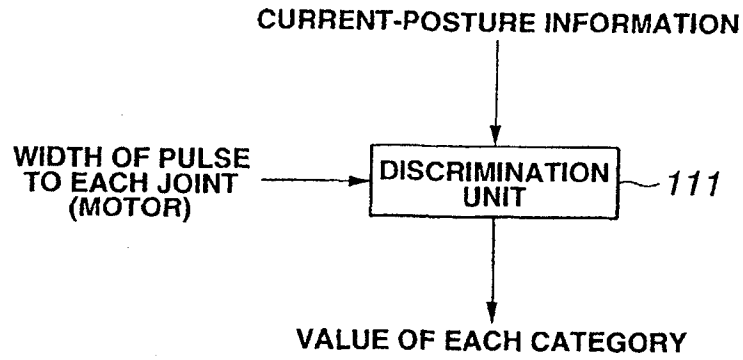 CURRENT-POSTURE INFORMATION
WIDTH OF PULSE
TO EACH JOINT
(MOTOR)
DISCRIMINATION
UNIT
111
VALUE OF EACH CATEGORY